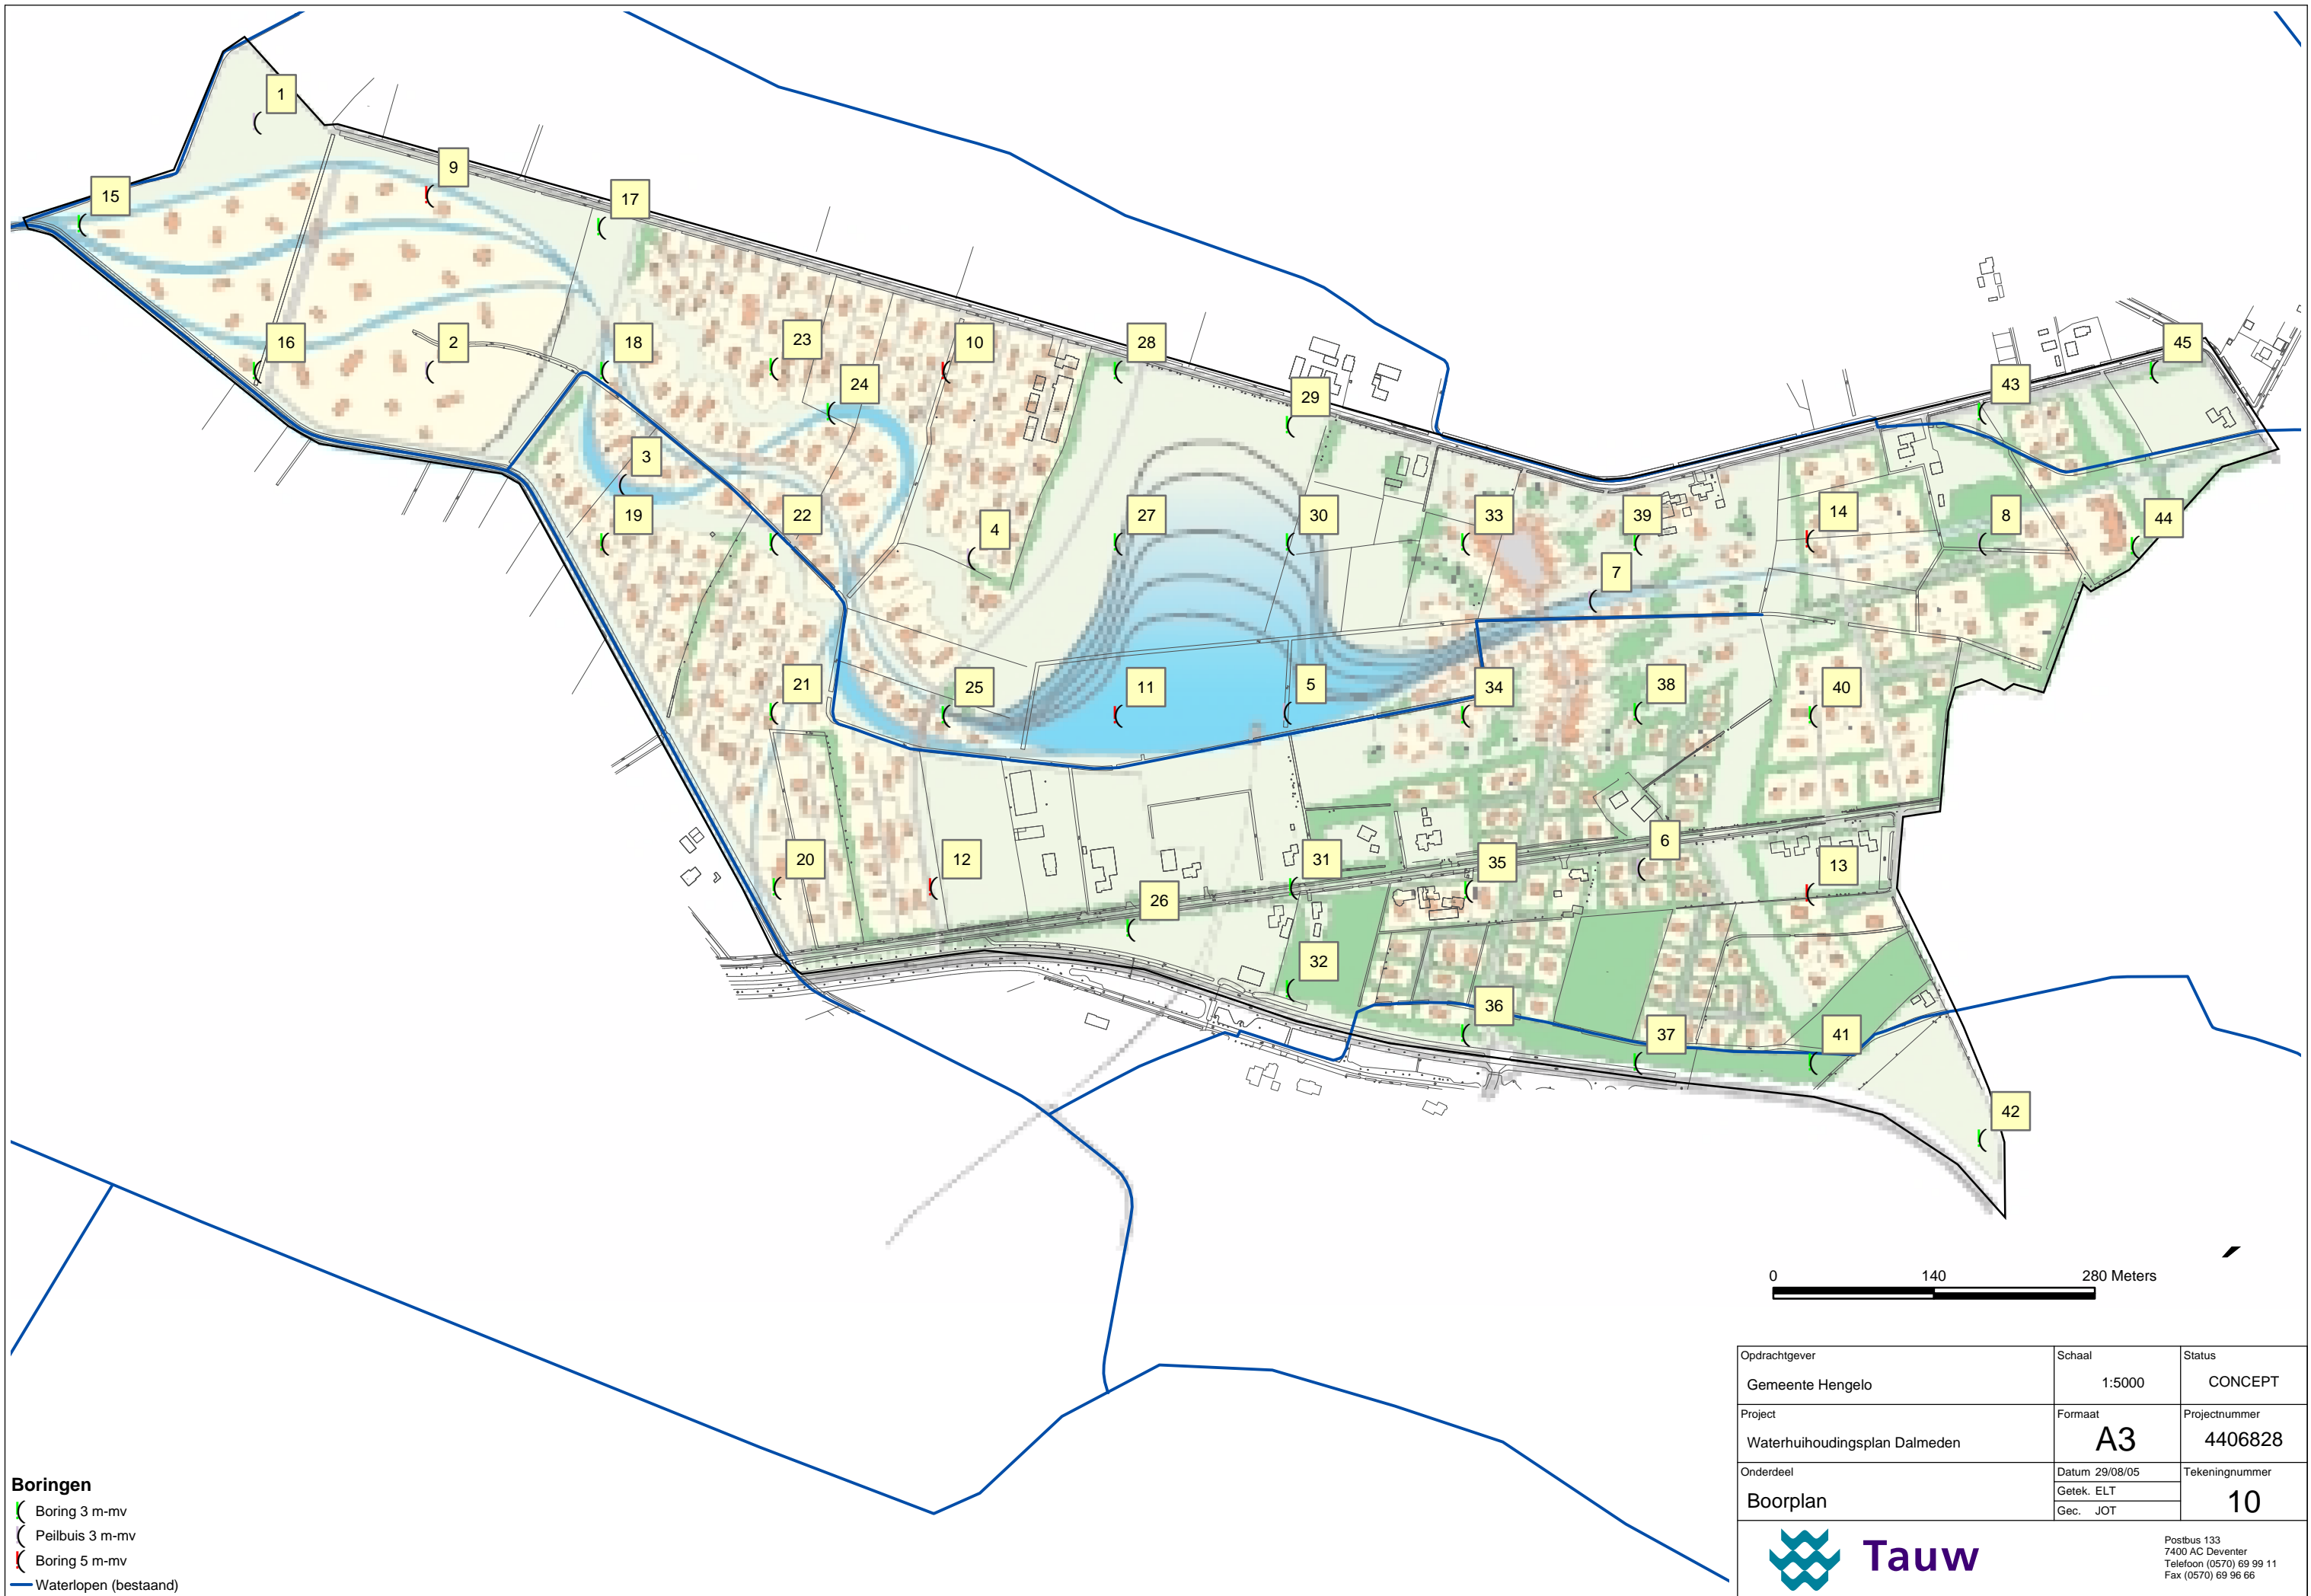 1
9
15
17
16
2
18
23
10
28
24
29
45
43
3
19
22
4
27
30
33
39
14
8
44
7
21
25
11
5
34
38
40
20
12
31
35
6
13
26
32
36
37
41
42
0 140 280 Meters
Opdrachtgever
Gemeente Hengelo
Schaal
1:5000
Status
CONCEPT
Project
Waterhuihoudingsplan Dalmeden
Formaat
A3
Projectnummer
4406828
Onderdeel
Boorplan
Datum 29/08/05
Getek. ELT
Gec. JOT
Tekeningnummer
10
Tauw
Postbus 133
7400 AC Deventer
Telefoon (0570) 69 99 11
Fax (0570) 69 96 66
Boringen
Boring 3 m-mv
Peilbuis 3 m-mv
Boring 5 m-mv
Waterlopen (bestaand)